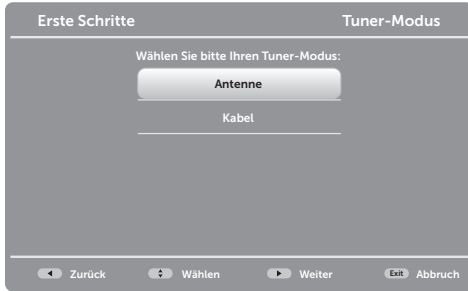 Erste Schritte Tuner-Modus
Wählen Sie bitte Ihren Tuner-Modus:
Antenne
Kabel
Zurück Wählen Weiter Exit Abbruch